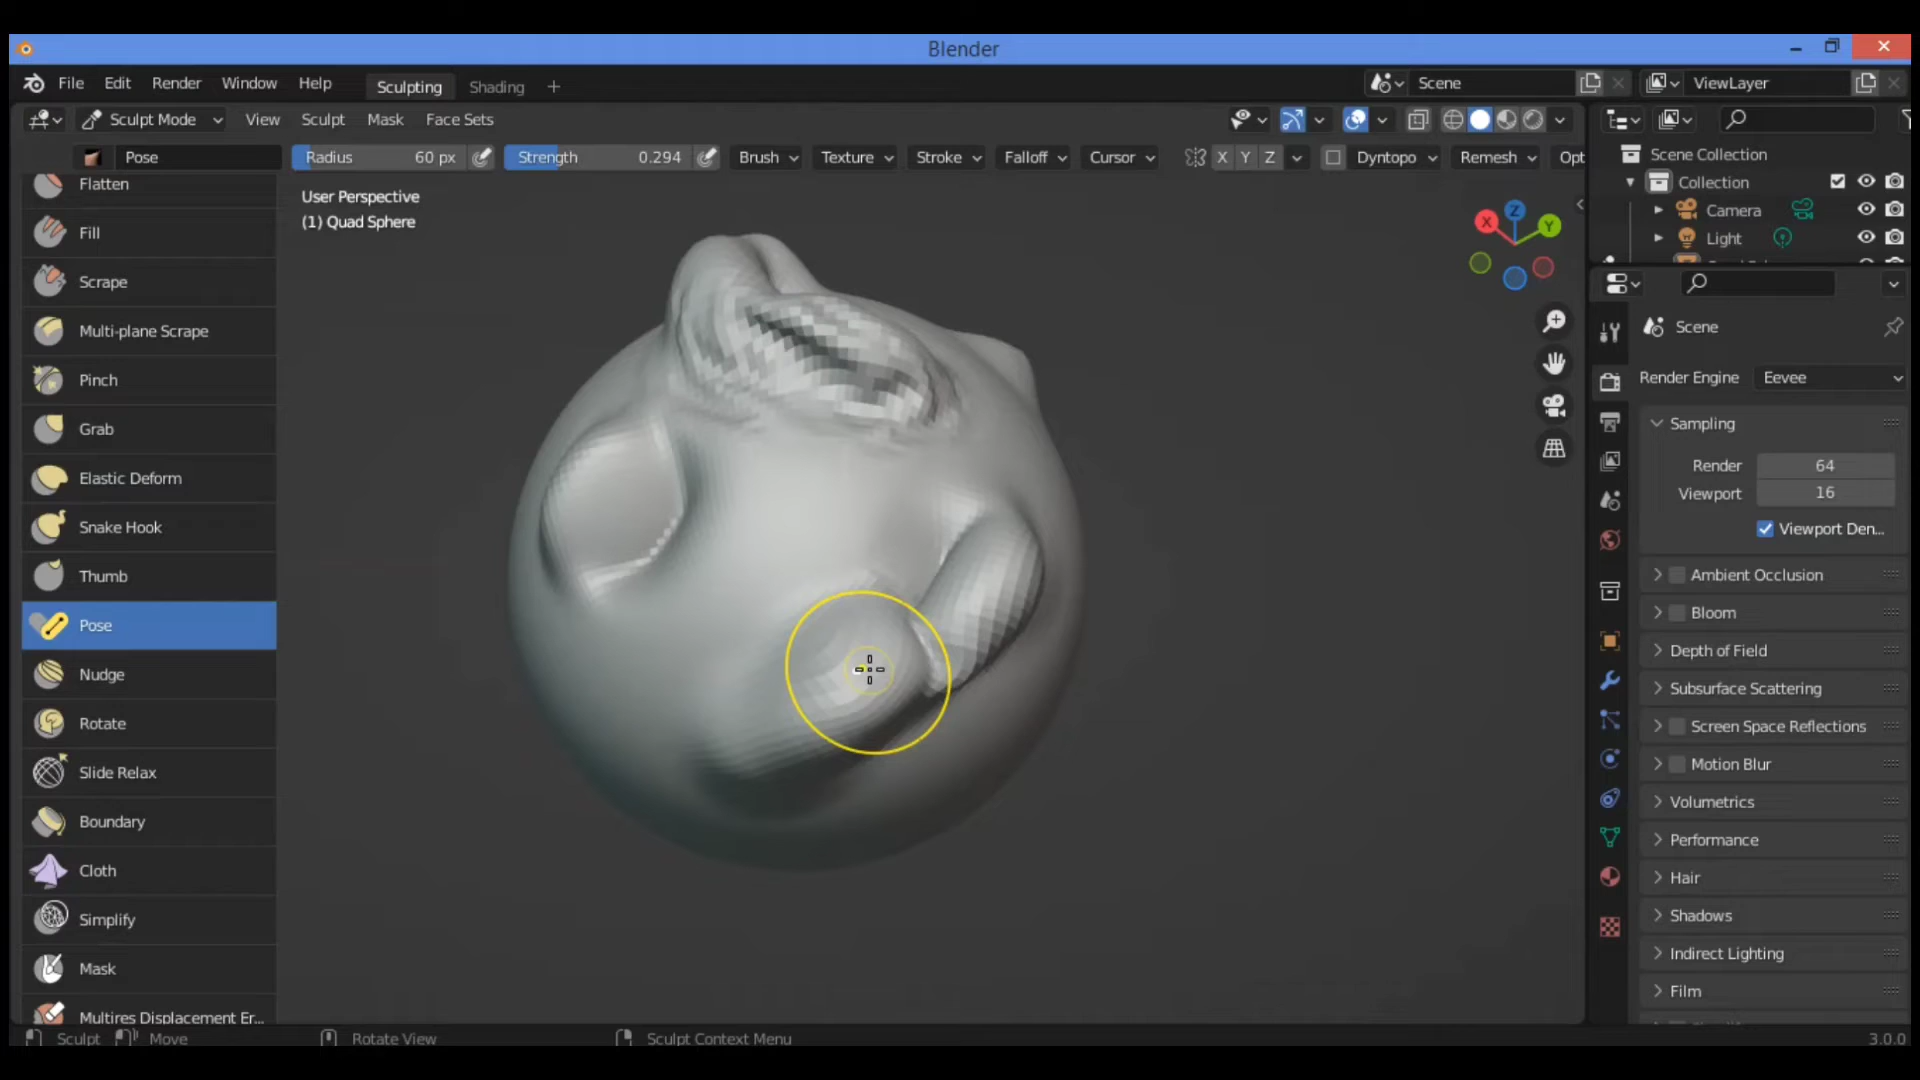 Blender
File Edit Render Window Help Sculpting Shading + Scene ViewLayer
Sculpt Mode View Sculpt Mask Face Sets
Pose Radius 60 px Strength 0.294 Brush Texture Stroke Falloff Cursor X Y Z Dyntopo Remesh Opt
User Perspective
(1) Quad Sphere
X Y Z
Flatten
Fill
Scrape
Multi-plane Scrape
Pinch
Grab
Elastic Deform
Snake Hook
Thumb
Pose
Nudge
Rotate
Slide Relax
Boundary
Cloth
Simplify
Mask
Multires Displacement Er...
Scene Collection
Collection
Camera
Light
Scene
Render Engine Eevee
Sampling
Render 64
Viewport 16
Viewport Den...
Ambient Occlusion
Bloom
Depth of Field
Subsurface Scattering
Screen Space Reflections
Motion Blur
Volumetrics
Performance
Hair
Shadows
Indirect Lighting
Film
Sculpt Move Rotate View Sculpt Context Menu 3.0.0